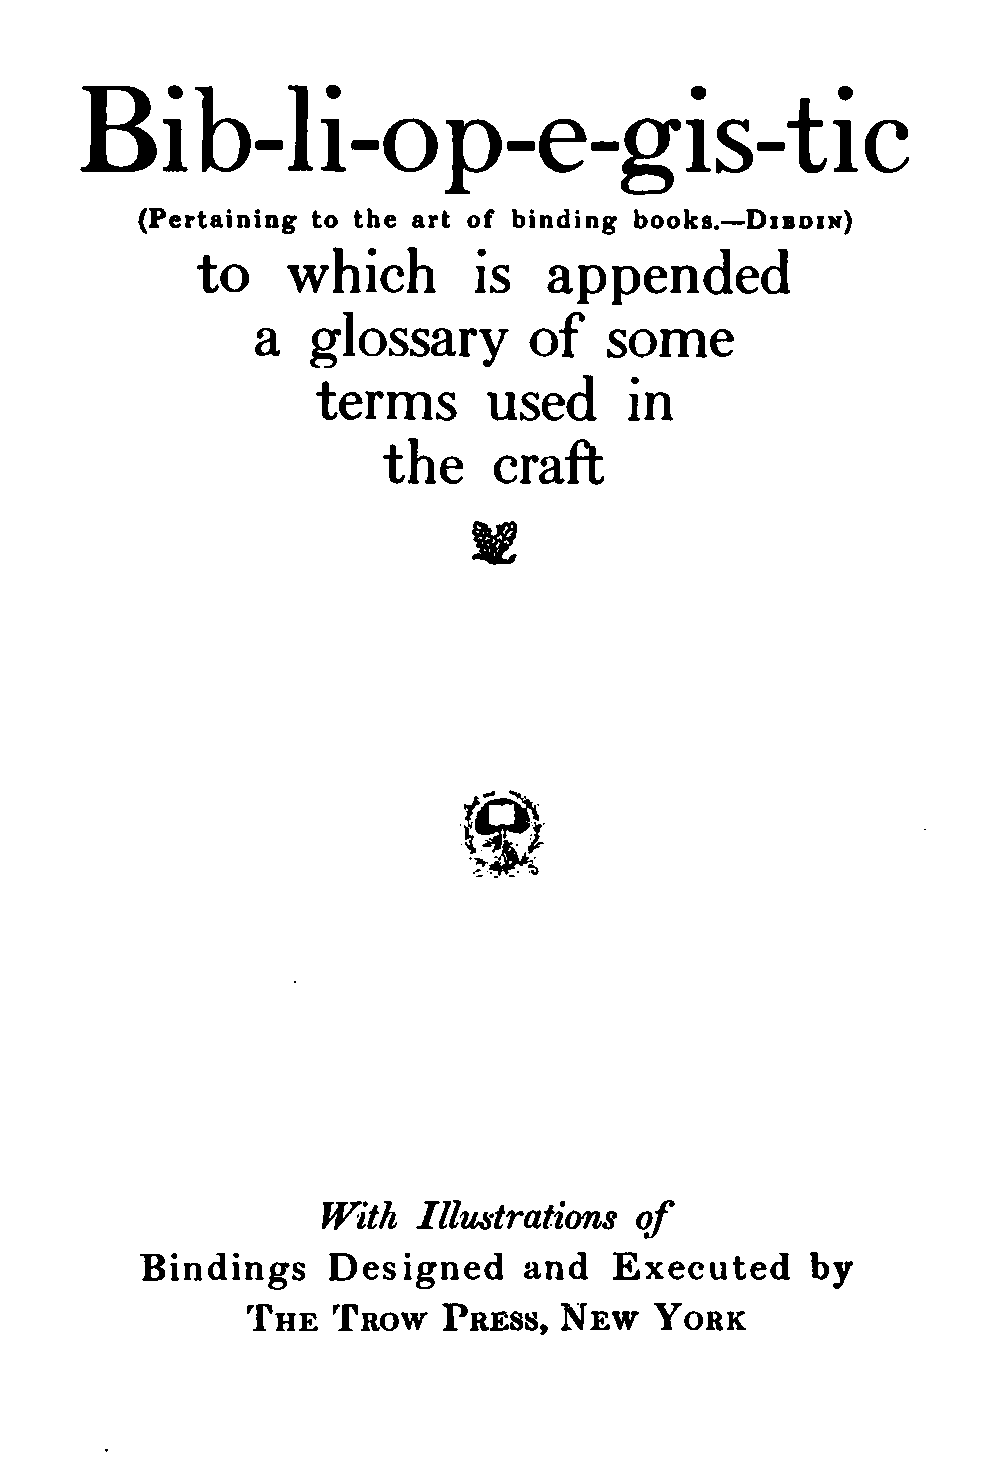 Bib-li-op-e-gis-tic
(Pertaining to the art of binding books.—Dibdin)
to which is appended
a glossary of some
terms used in
the craft
With Illustrations of
Bindings Designed and Executed by
The Trow Press, New York